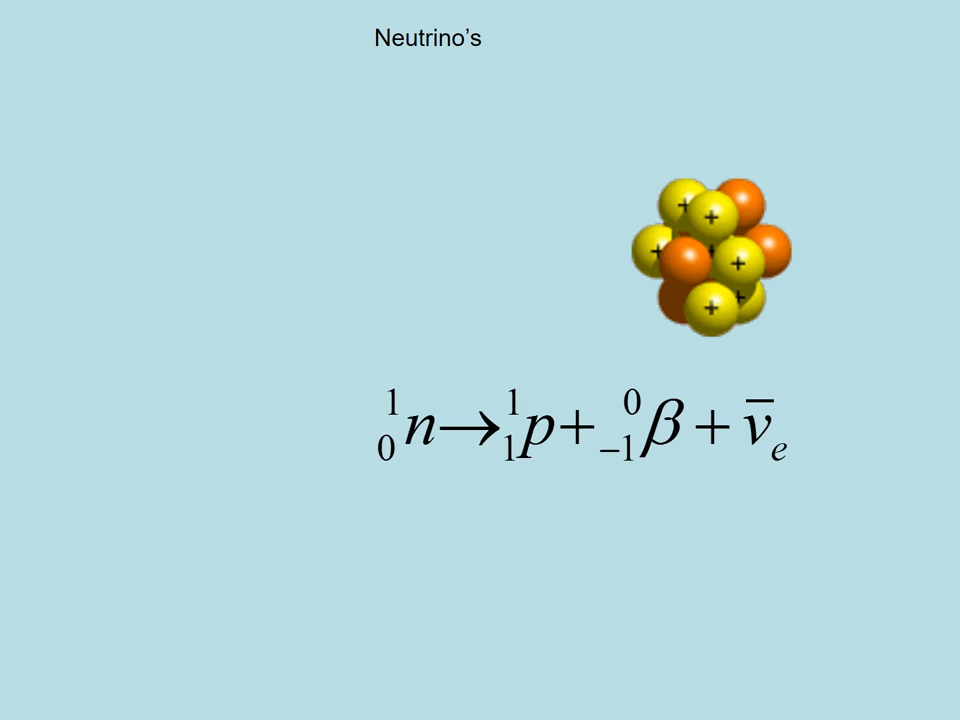 Neutrino’s
+ + + + + + +
¹₀n→¹₁p+⁰₋₁β+v̅ₑ